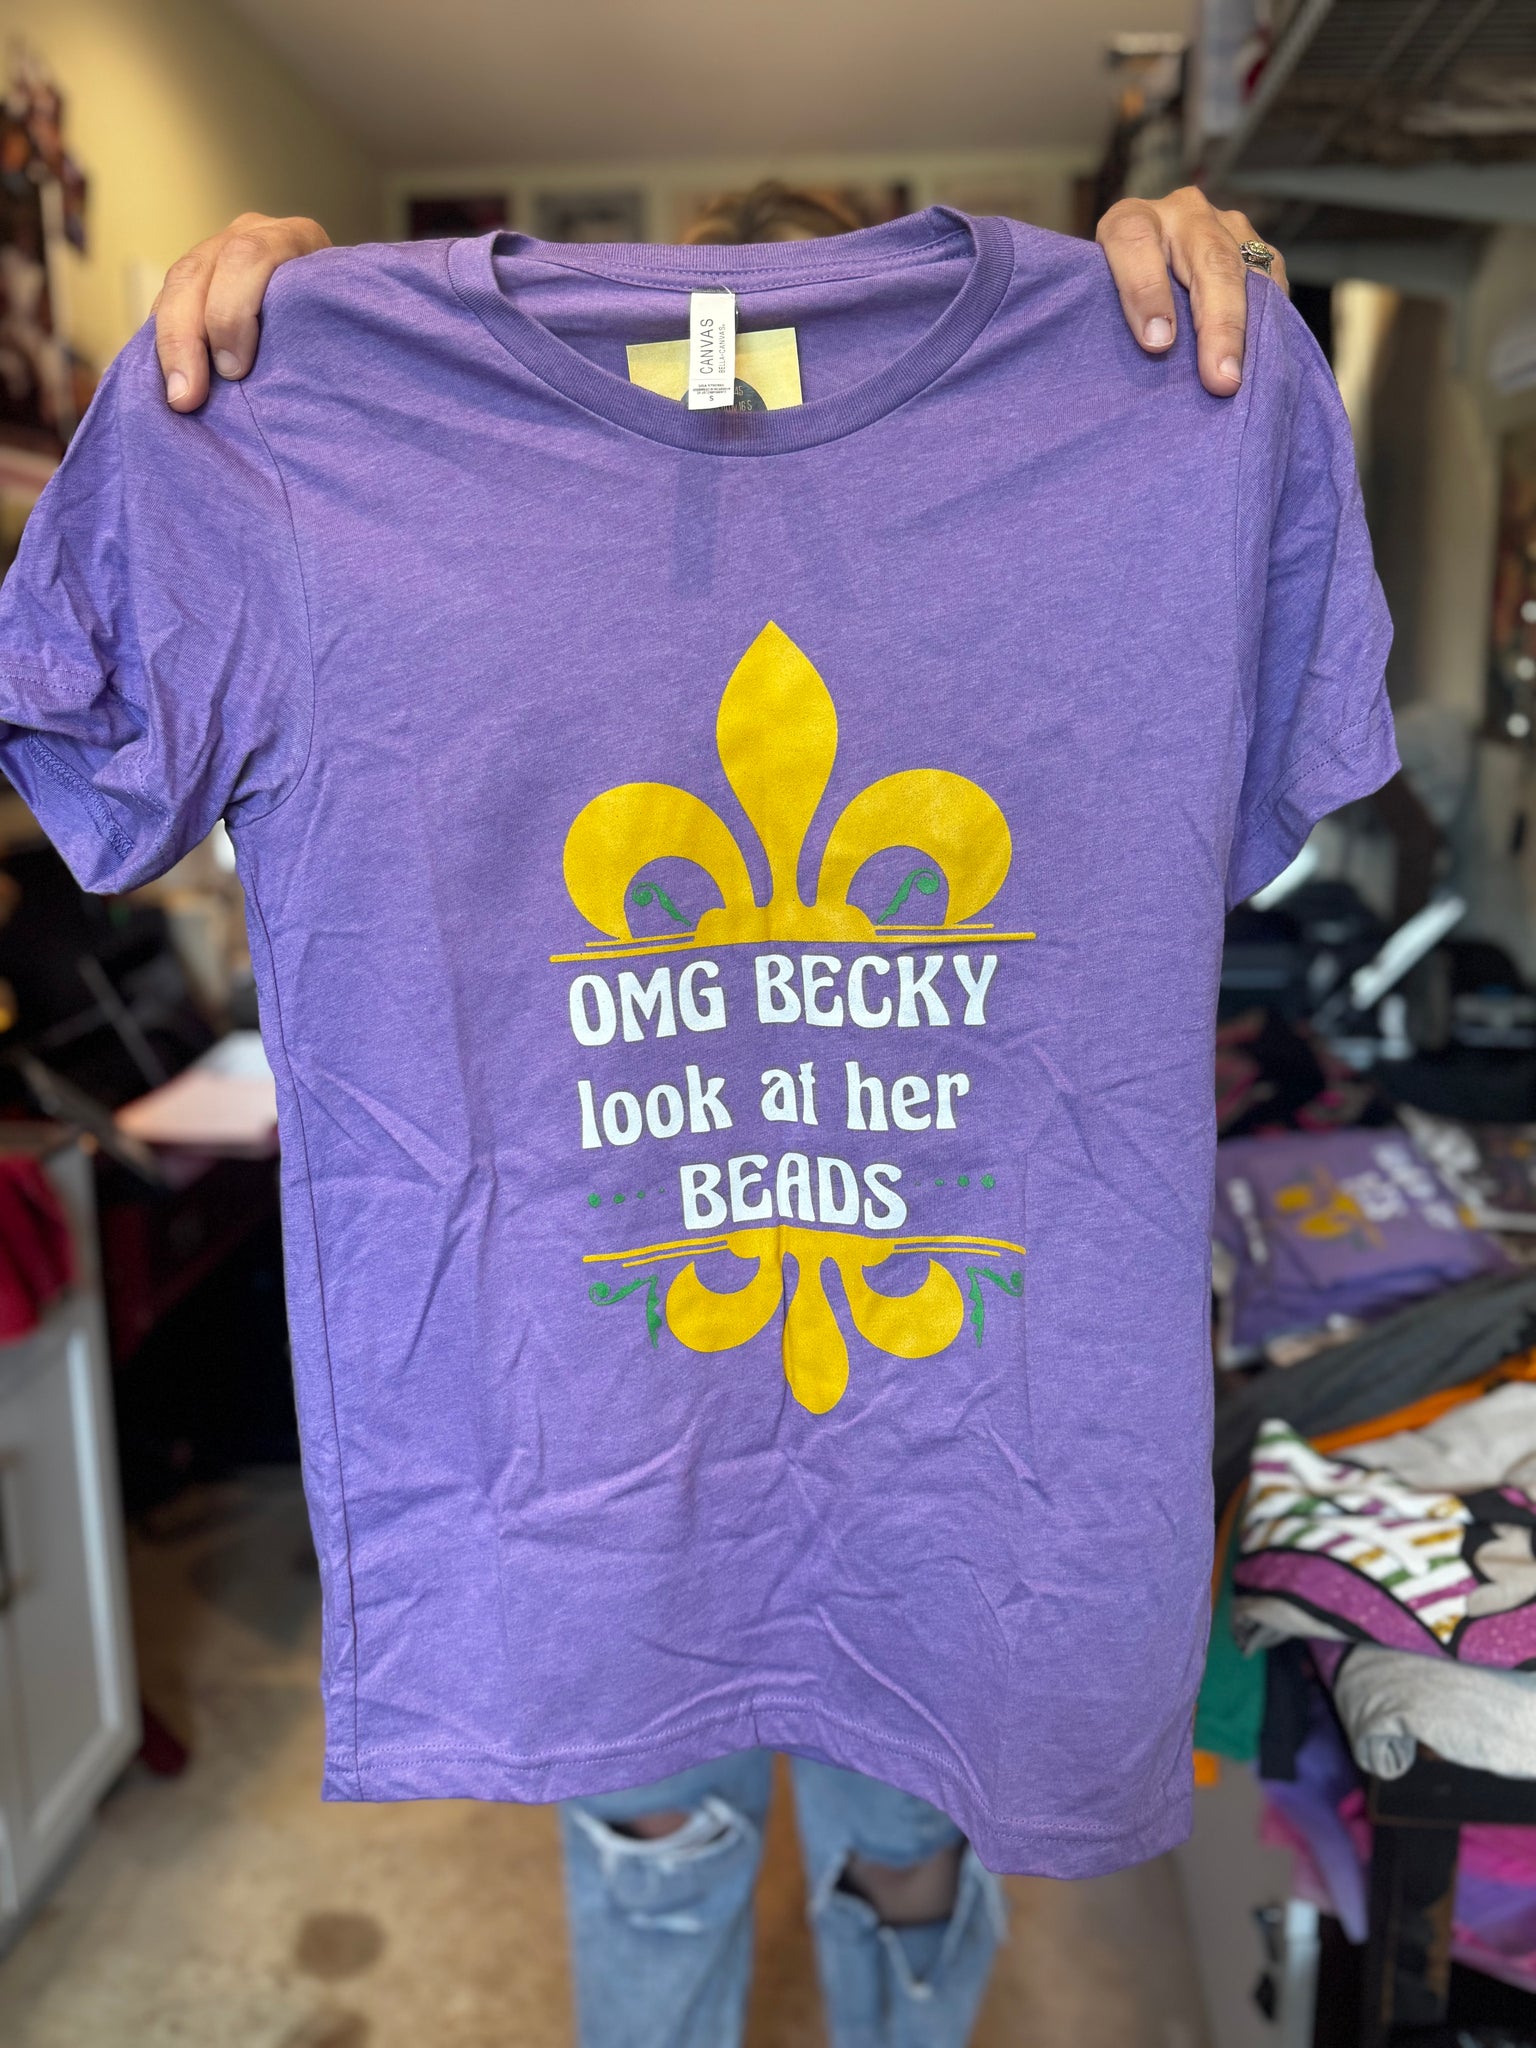 CANVAS
BELLA+CANVAS®
S
OMG BECKY
look at her
BEADS